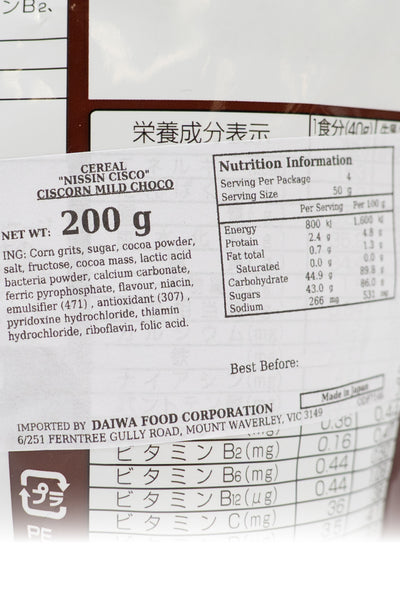 ンB2、
栄養成分表示
1食分(40g)
CEREAL
"NISSIN CISCO"
CISCORN MILD CHOCO
NET WT: 200 g
ING: Corn grits, sugar, cocoa powder,
salt, fructose, cocoa mass, lactic acid
bacteria powder, calcium carbonate,
ferric pyrophosphate, flavour, niacin,
emulsifier (471) , antioxidant (307) ,
pyridoxine hydrochloride, thiamin
hydrochloride, riboflavin, folic acid.
Nutrition Information
Serving Per Package 4
Serving Size 50 g
Per Serving Per 100 g
Energy 800 kj 1,600 kj
Protein 2.4 g 4.8 g
Fat total 0.7 g 1.3 g
Saturated 0.0 g 0.0 g
Carbohydrate 44.9 g 89.8 g
Sugars 43.0 g 86.0 g
Sodium 266 mg 531 mg
Best Before:
Made in Japan
IMPORTED BY DAIWA FOOD CORPORATION
6/251 FERNTREE GULLY ROAD, MOUNT WAVERLEY, VIC 3149
0.36
ビタミンB2(mg) 0.16
ビタミンB6(mg) 0.44
ビタミンB12(μg) 0.44
ビタミンC(mg) 36
3.5
プラ
PE